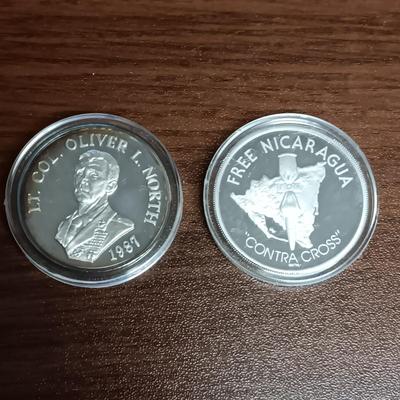 LT. COL. OLIVER L. NORTH
1987
FREE NICARAGUA
"CONTRA CROSS"